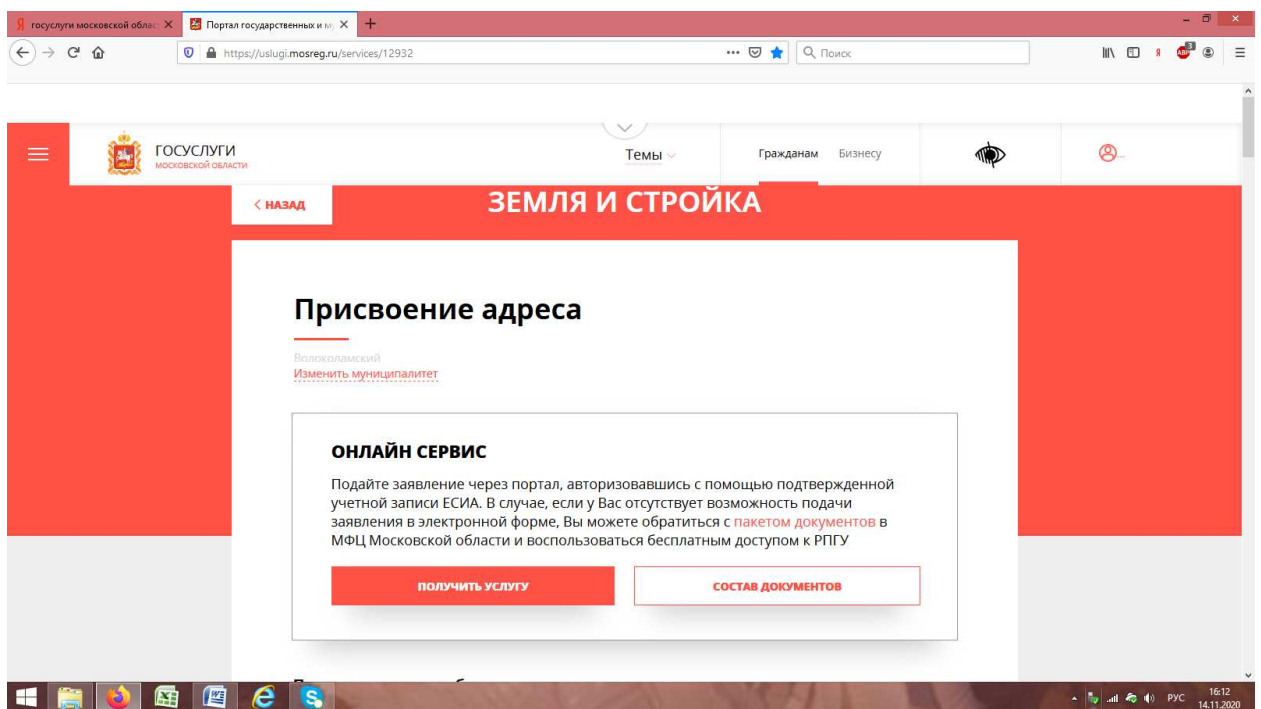 госуслуги московской облас
Портал государственных и м
https://uslugi.mosreg.ru/services/12932
Поиск
Я
ABP
3
ГОСУСЛУГИ
МОСКОВСКОЙ ОБЛАСТИ
Темы
Гражданам
Бизнесу
< НАЗАД
ЗЕМЛЯ И СТРОЙКА
Присвоение адреса
Волоколамский
Изменить муниципалитет
ОНЛАЙН СЕРВИС
Подайте заявление через портал, авторизовавшись с помощью подтвержденной
учетной записи ЕСИА. В случае, если у Вас отсутствует возможность подачи
заявления в электронной форме, Вы можете обратиться с пакетом документов в
МФЦ Московской области и воспользоваться бесплатным доступом к РПГУ
ПОЛУЧИТЬ УСЛУГУ
СОСТАВ ДОКУМЕНТОВ
РУС
16:12
14.11.2020